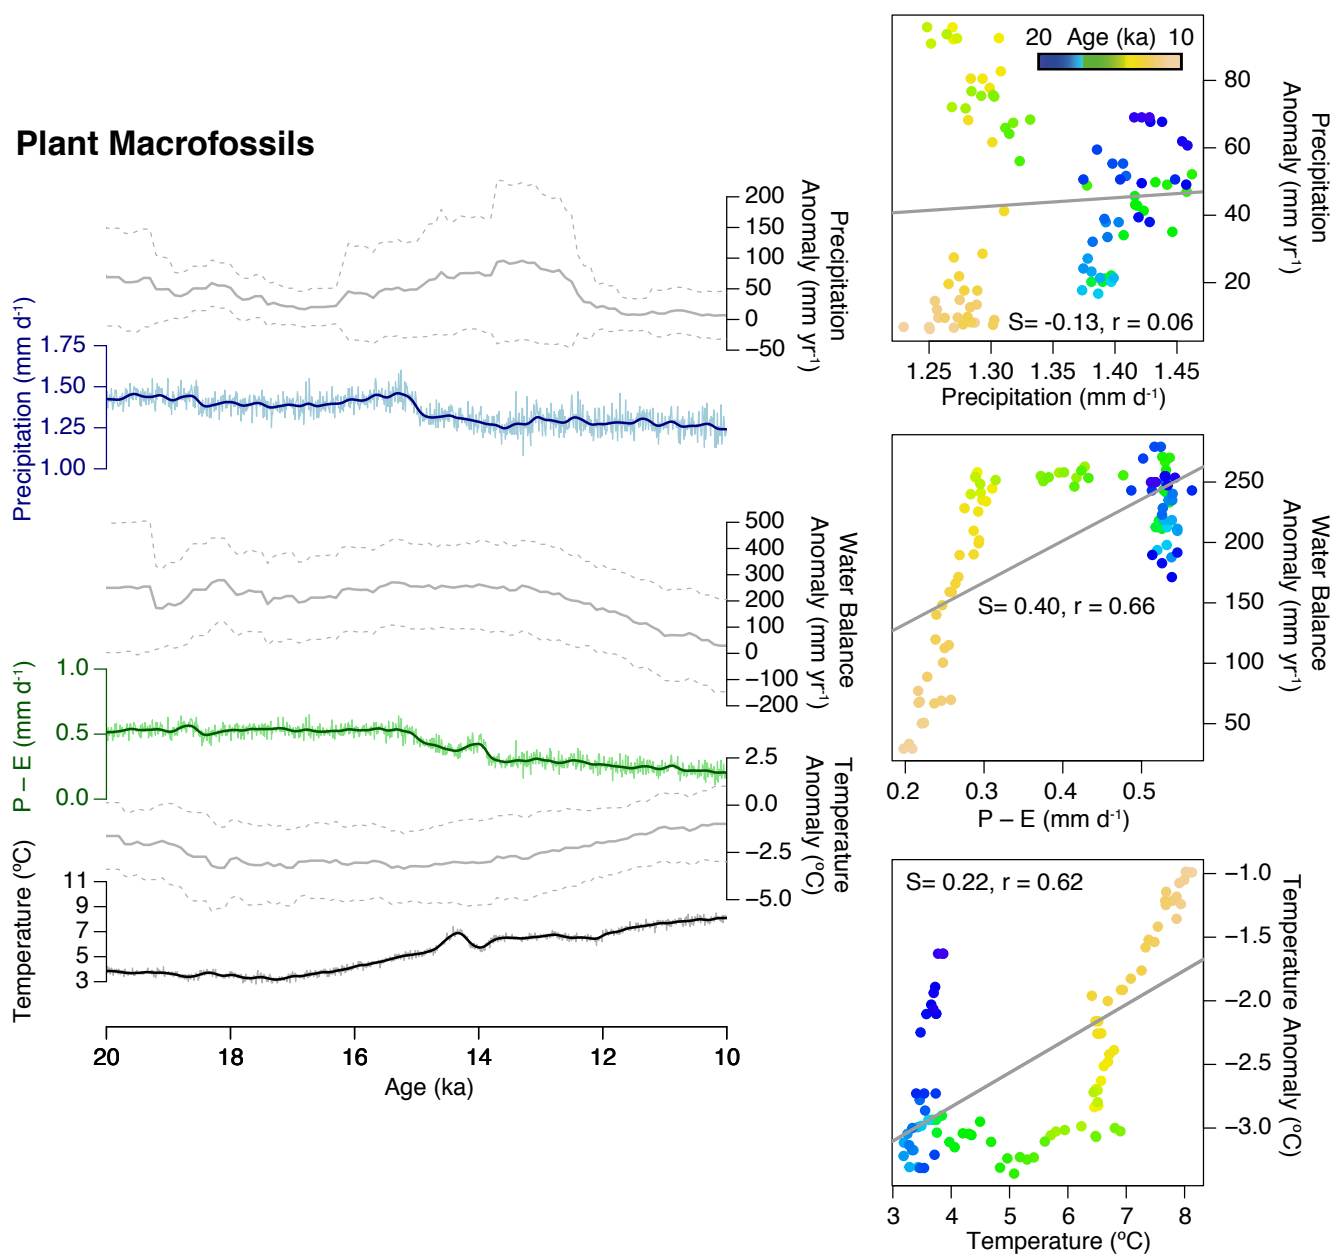 Plant Macrofossils
200
150
100
50
0
−50
Precipitation
Anomaly (mm yr-1)
1.75
1.50
1.25
1.00
Precipitation (mm d-1)
500
400
300
200
100
0
−100
−200
Water Balance
Anomaly (mm yr-1)
1.0
0.5
0.0
P – E (mm d-1)
2.5
0.0
−2.5
−5.0
Temperature
Anomaly (ºC)
11
9
7
5
3
Temperature (ºC)
20 18 16 14 12 10
Age (ka)
20 Age (ka) 10
80
60
40
20
Precipitation
Anomaly (mm yr-1)
S= -0.13, r = 0.06
1.25 1.30 1.35 1.40 1.45
Precipitation (mm d-1)
250
200
150
100
50
Water Balance
Anomaly (mm yr-1)
S= 0.40, r = 0.66
0.2 0.3 0.4 0.5
P – E (mm d-1)
S= 0.22, r = 0.62
−1.0
−1.5
−2.0
−2.5
−3.0
Temperature Anomaly (ºC)
3 4 5 6 7 8
Temperature (ºC)